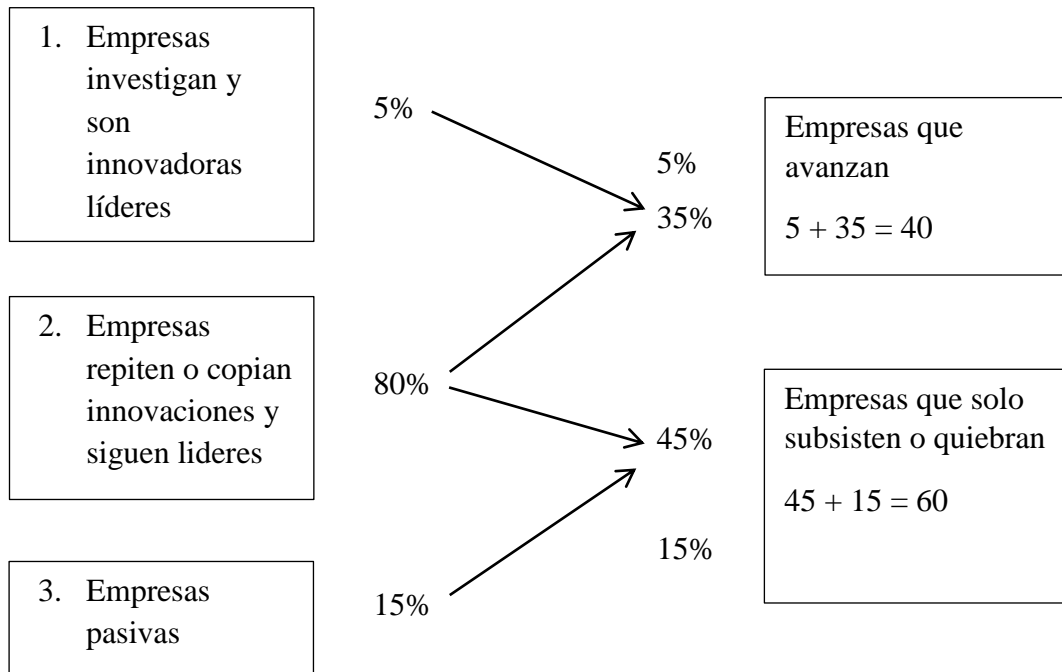 1. Empresas
investigan y
son
innovadoras
líderes
5%
2. Empresas
repiten o copian
innovaciones y
siguen lideres
80%
3. Empresas
pasivas
15%
5%
35%
45%
15%
Empresas que
avanzan
5 + 35 = 40
Empresas que solo
subsisten o quiebran
45 + 15 = 60